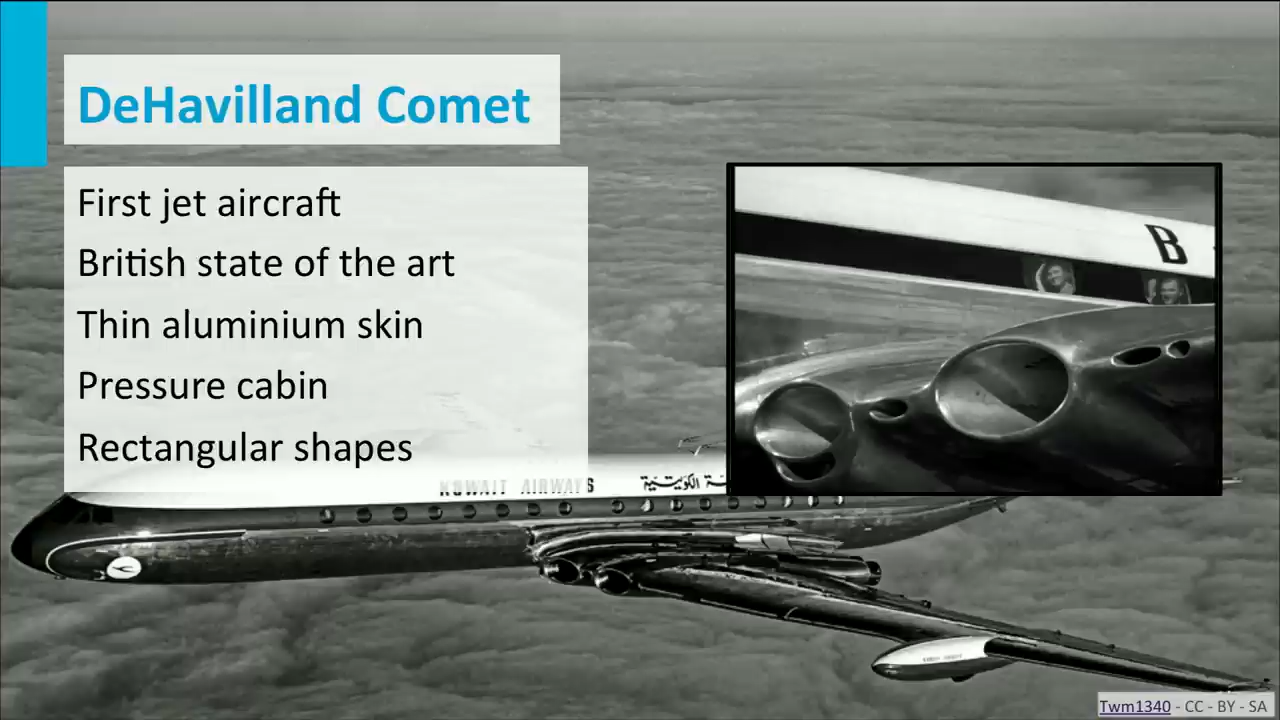 DeHavilland Comet
First jet aircraft
British state of the art
Thin aluminium skin
Pressure cabin
Rectangular shapes
B
KUWAIT AIRWAYS
الكويتية
Twm1340 - CC - BY - SA